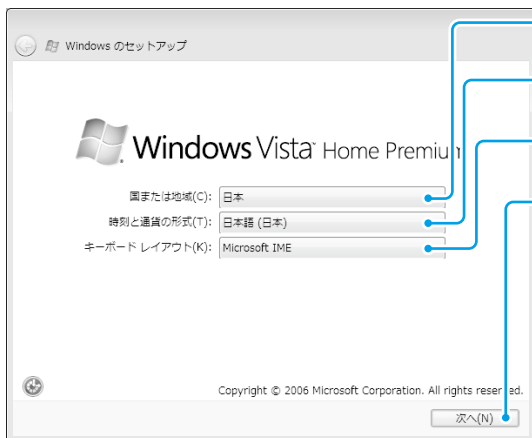 Windows のセットアップ
Windows Vista™ Home Premium
国または地域(C): 日本
時刻と通貨の形式(T): 日本語 (日本)
キーボード レイアウト(K): Microsoft IME
Copyright © 2006 Microsoft Corporation. All rights reserved.
次へ(N)